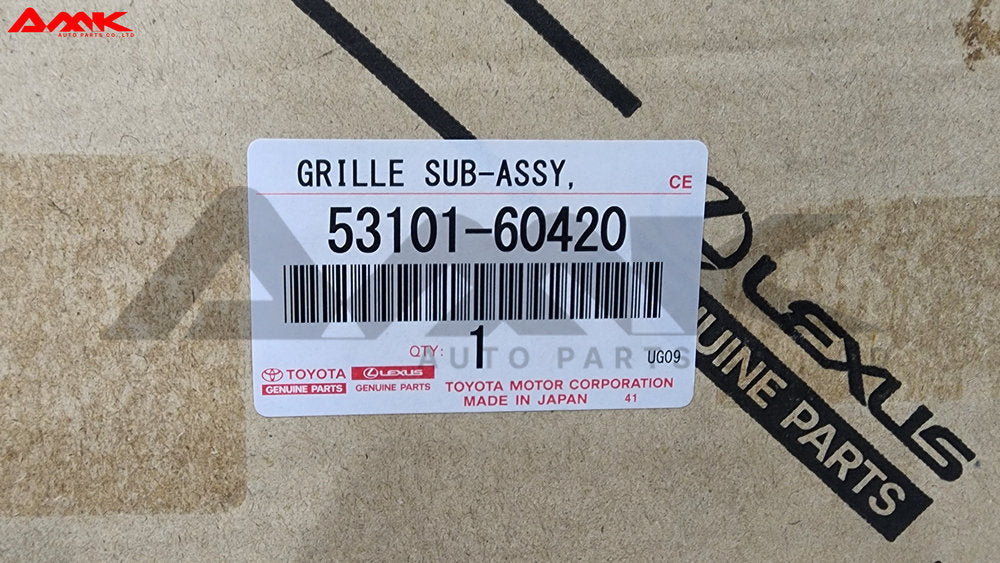 AMK
AUTO PARTS CO.,LTD
GRILLE SUB-ASSY,
CE
53101-60420
QTY: 1
UG09
AUTO PARTS
TOYOTA
GENUINE PARTS
LEXUS
GENUINE PARTS
TOYOTA MOTOR CORPORATION
MADE IN JAPAN 41
LEXUS
GENUINE PARTS